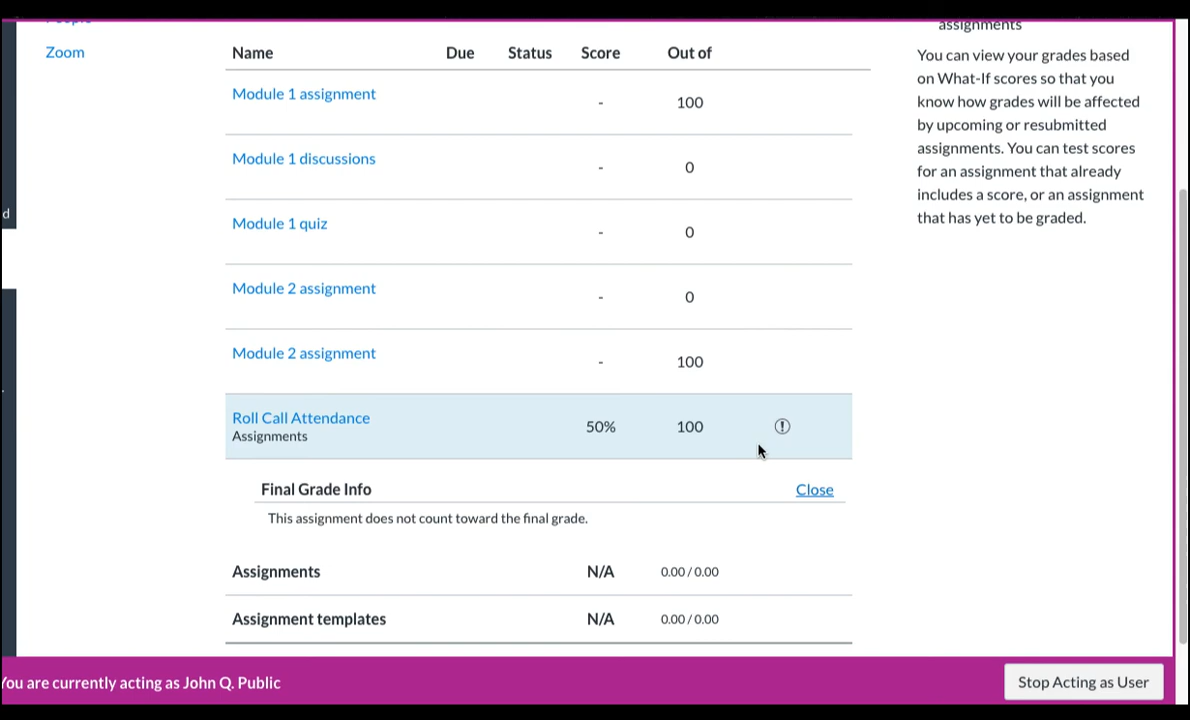 Zoom
Name Due Status Score Out of
Module 1 assignment - 100
Module 1 discussions - 0
Module 1 quiz - 0
Module 2 assignment - 0
Module 2 assignment - 100
Roll Call Attendance 50% 100
Assignments
Final Grade Info Close
This assignment does not count toward the final grade.
Assignments N/A 0.00 / 0.00
Assignment templates N/A 0.00 / 0.00
assignments
You can view your grades based
on What-If scores so that you
know how grades will be affected
by upcoming or resubmitted
assignments. You can test scores
for an assignment that already
includes a score, or an assignment
that has yet to be graded.
d
You are currently acting as John Q. Public
Stop Acting as User